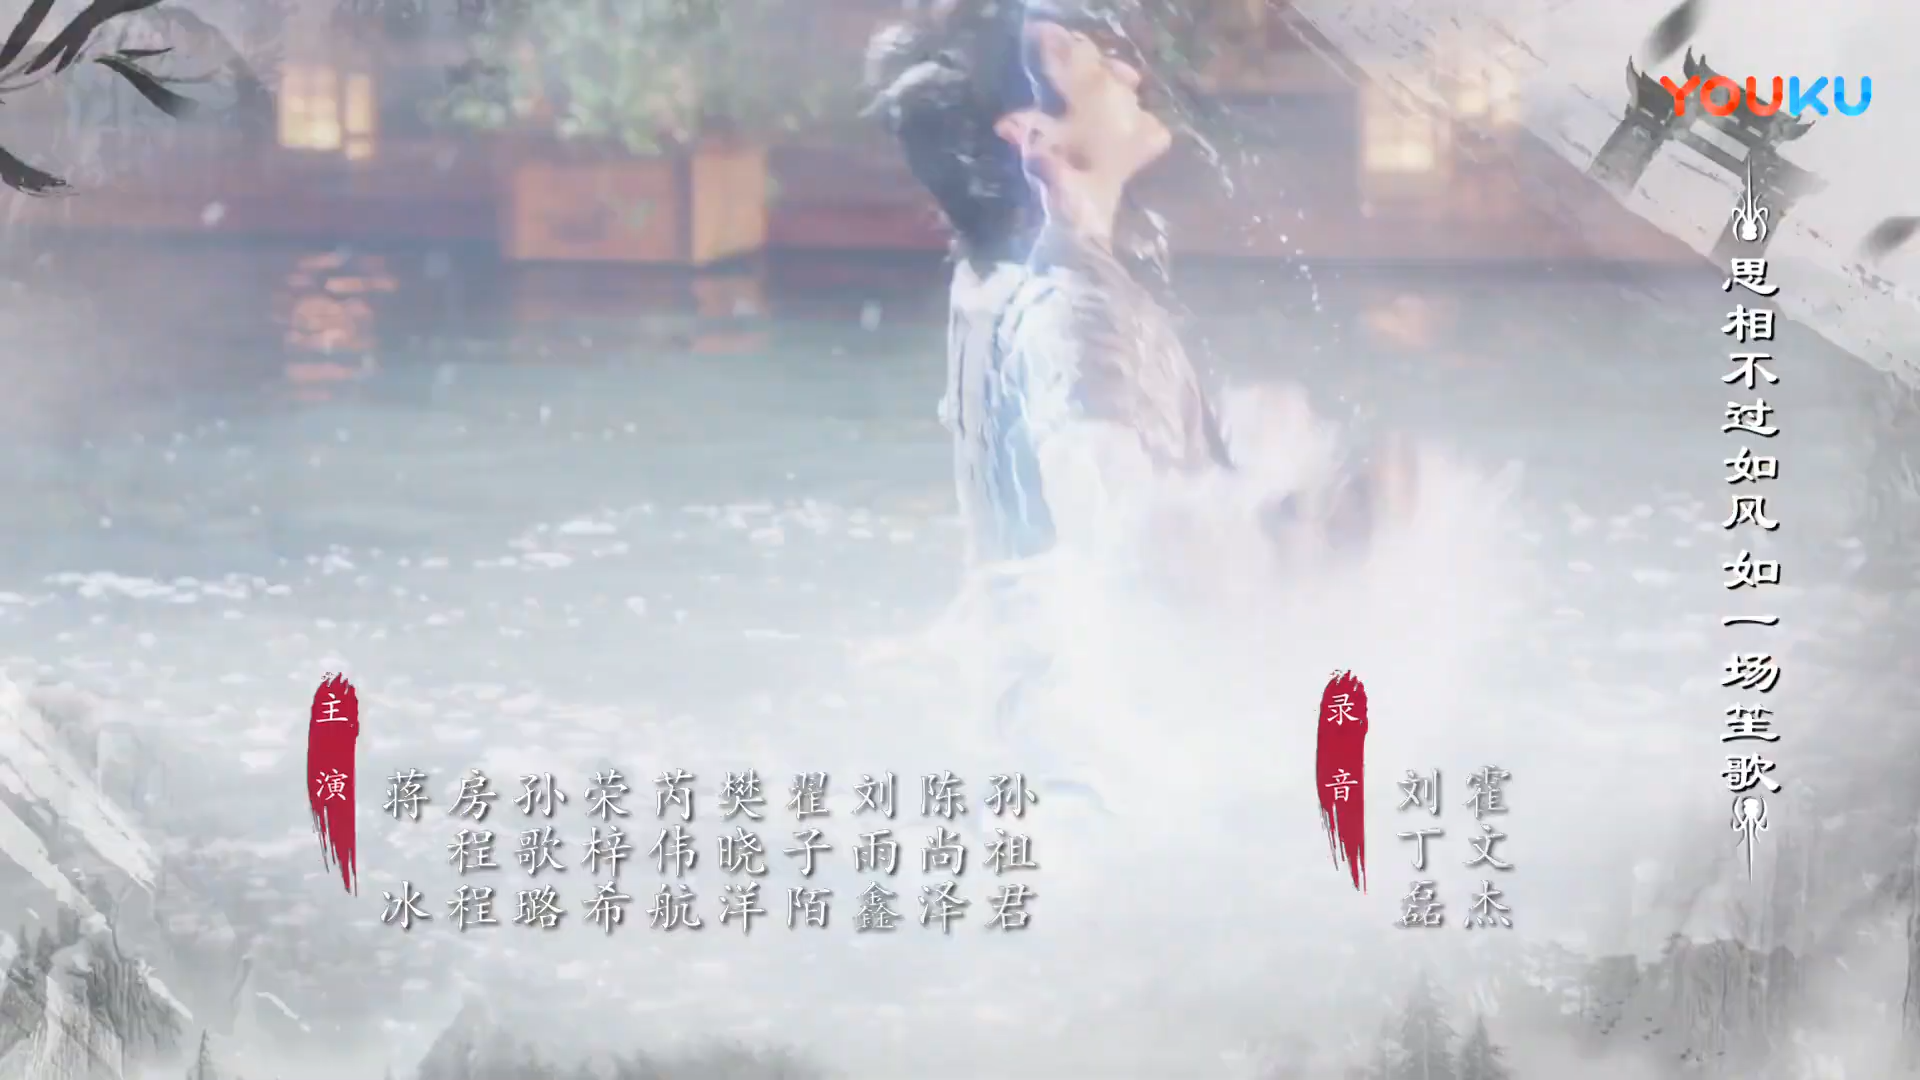 YOUKU
思相不过如风如一场笙歌
主演
蒋冰
房程程
孙歌璐
荣梓希
芮伟航
樊晓洋
翟子陌
刘雨鑫
陈尚泽
孙祖君
录音
刘丁磊
霍文杰